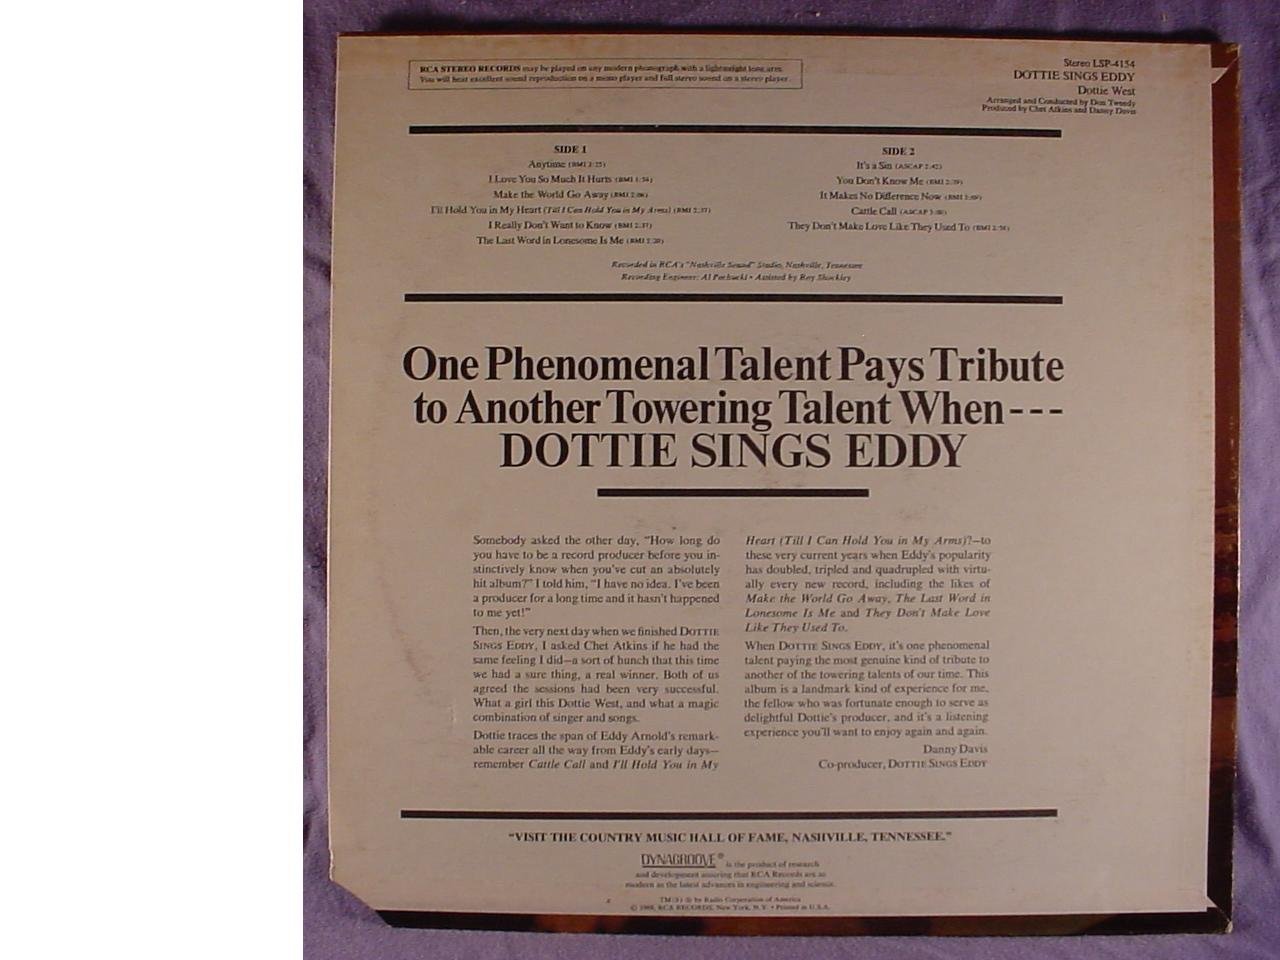 RCA STEREO RECORDS may be played on any modern phonograph with a lightweight tone arm.
You will hear excellent sound reproduction on a mono player and full stereo sound on a stereo player.
Stereo LSP-4154
DOTTIE SINGS EDDY
Dottie West
Arranged and Conducted by Don Tweedy
Produced by Chet Atkins and Danny Davis
SIDE 1
Anytime (BMI 2:25)
I Love You So Much It Hurts (BMI
Make the World Go Away (BMI
I'll Hold You in My Heart (Till I Can Hold You in My Arms) (BMI 2:37)
I Really Don't Want to Know (BMI
The Last Word in Lonesome Is Me (BMI
SIDE 2
It's a Sin (ASCAP 2:42)
You Don't Know Me (BMI
It Makes No Difference Now (BMI
Cattle Call (ASCAP
They Don't Make Love Like They Used To (BMI
Recorded in RCA's "Nashville Sound" Studio, Nashville, Tennessee
Recording Engineer: Al Pachucki • Assisted by Roy Shockley
One Phenomenal Talent Pays Tribute
to Another Towering Talent When---
DOTTIE SINGS EDDY
Somebody asked the other day, "How long do
you have to be a record producer before you in-
stinctively know when you've cut an absolutely
hit album?" I told him, "I have no idea. I've been
a producer for a long time and it hasn't happened
to me yet!"
Then, the very next day when we finished DOTTIE
SINGS EDDY, I asked Chet Atkins if he had the
same feeling I did—a sort of hunch that this time
we had a sure thing, a real winner. Both of us
agreed the sessions had been very successful.
What a girl this Dottie West, and what a magic
combination of singer and songs.
Dottie traces the span of Eddy Arnold's remark-
able career all the way from Eddy's early days—
remember Cattle Call and I'll Hold You in My
Heart (Till I Can Hold You in My Arms)?—to
these very current years when Eddy's popularity
has doubled, tripled and quadrupled with virtu-
ally every new record, including the likes of
Make the World Go Away, The Last Word in
Lonesome Is Me and They Don't Make Love
Like They Used To.
When DOTTIE SINGS EDDY, it's one phenomenal
talent paying the most genuine kind of tribute to
another of the towering talents of our time. This
album is a landmark kind of experience for me,
the fellow who was fortunate enough to serve as
delightful Dottie's producer, and it's a listening
experience you'll want to enjoy again and again.
Danny Davis
Co-producer, DOTTIE SINGS EDDY
"VISIT THE COUNTRY MUSIC HALL OF FAME, NASHVILLE, TENNESSEE."
DYNAGROOVE® is the product of research
and development assuring that RCA Records are as
modern as the latest advances in engineering and science.
TM(s) ® by Radio Corporation of America
RCA RECORDS, New York, N.Y. • Printed in U.S.A.